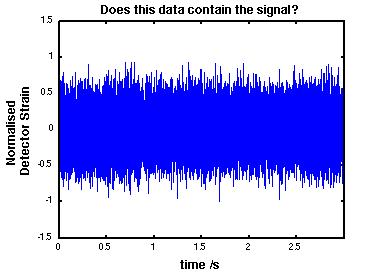 Does this data contain the signal?
1.5
1
0.5
0
-0.5
-1
-1.5
Normalised
Detector Strain
0 0.5 1 1.5 2 2.5
time /s